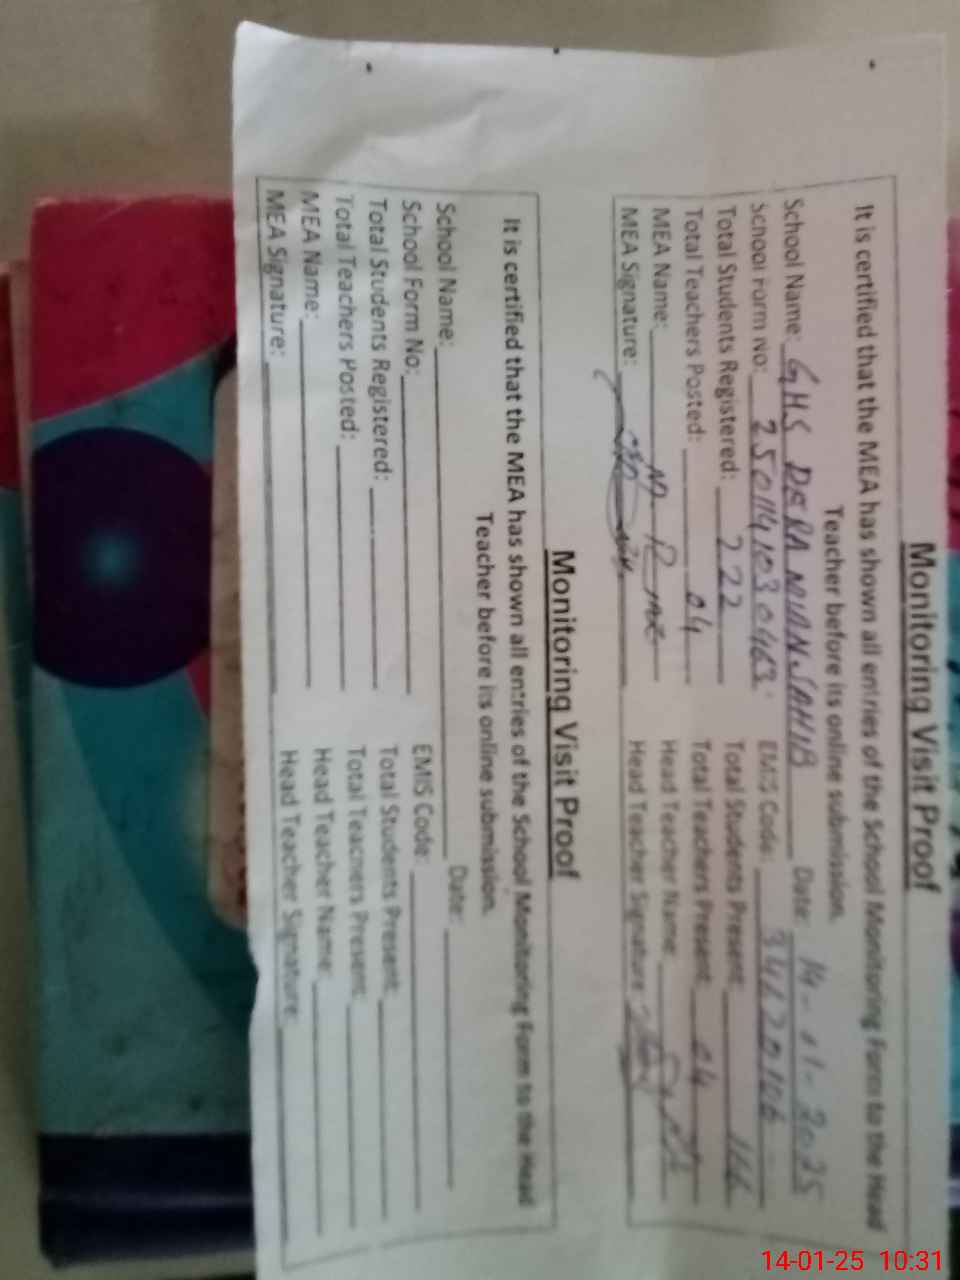 Monitoring Visit Proof
It is certified that the MEA has shown all entries of the School Monitoring Form to the Head
Teacher before its online submission.
School Name: GHS DERA MIAN SAHIB Date: 14-01-2025
School Form No: 2501141030463 EMIS Code: 34220106
Total Students Registered: 222 Total Students Present: 166
Total Teachers Posted: 04 Total Teachers Present: 04
MEA Name: Head Teacher Name:
MEA Signature: Head Teacher Signature:
Monitoring Visit Proof
It is certified that the MEA has shown all entries of the School Monitoring Form to the Head
Teacher before its online submission.
School Name: Date:
School Form No: EMIS Code:
Total Students Registered: Total Students Present:
Total Teachers Posted: Total Teachers Present:
MEA Name: Head Teacher Name:
MEA Signature: Head Teacher Signature:
14-01-25 10:31